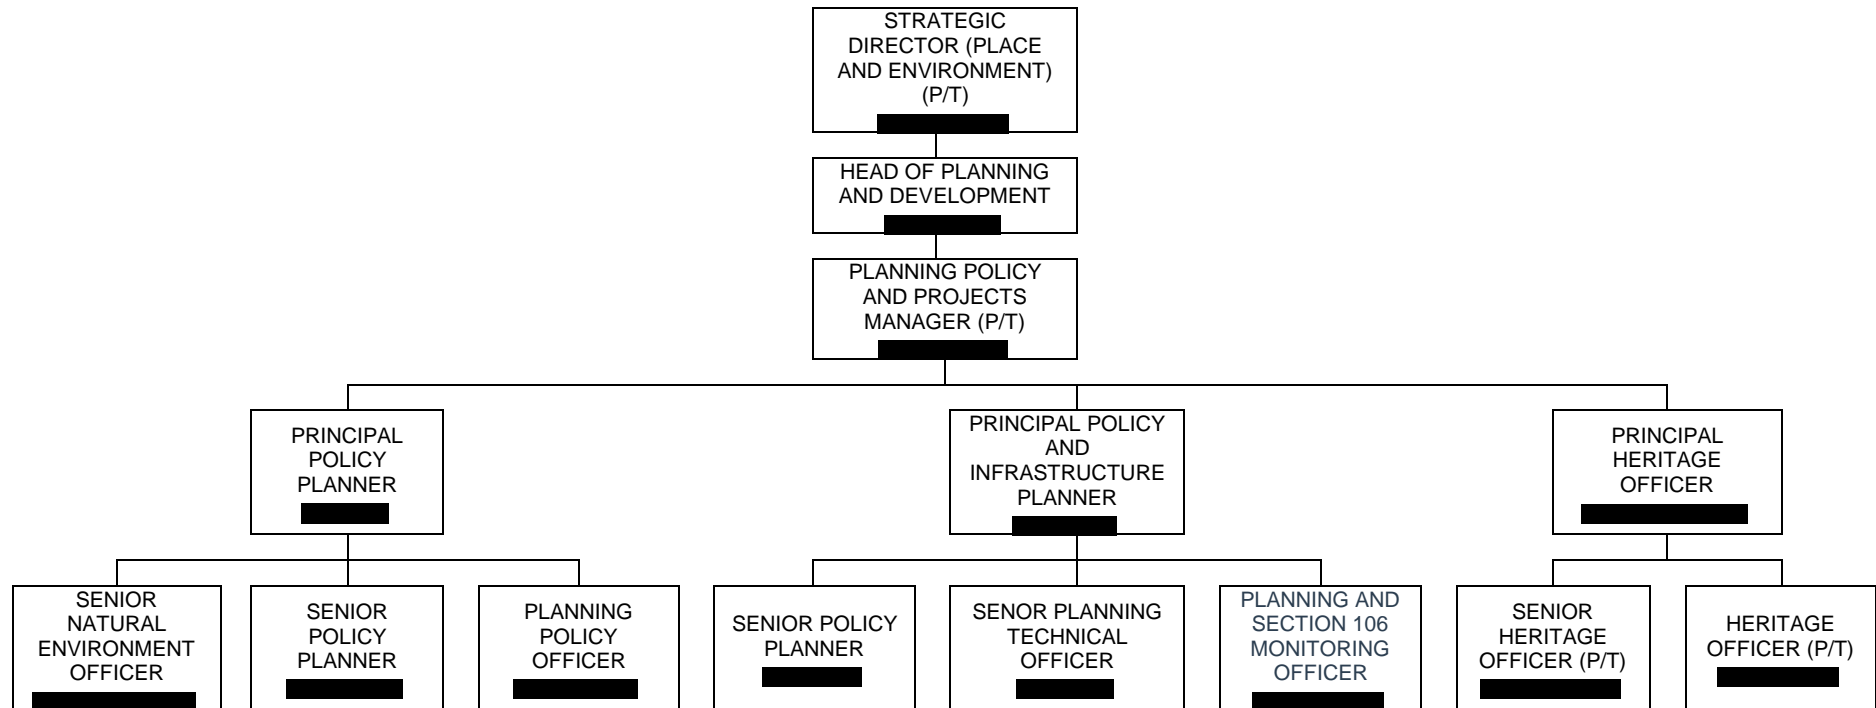 STRATEGIC
DIRECTOR (PLACE
AND ENVIRONMENT)
(P/T)
HEAD OF PLANNING
AND DEVELOPMENT
PLANNING POLICY
AND PROJECTS
MANAGER (P/T)
PRINCIPAL
POLICY
PLANNER
PRINCIPAL POLICY
AND
INFRASTRUCTURE
PLANNER
PRINCIPAL
HERITAGE
OFFICER
SENIOR
NATURAL
ENVIRONMENT
OFFICER
SENIOR
POLICY
PLANNER
PLANNING
POLICY
OFFICER
SENIOR POLICY
PLANNER
SENOR PLANNING
TECHNICAL
OFFICER
PLANNING AND
SECTION 106
MONITORING
OFFICER
SENIOR
HERITAGE
OFFICER (P/T)
HERITAGE
OFFICER (P/T)